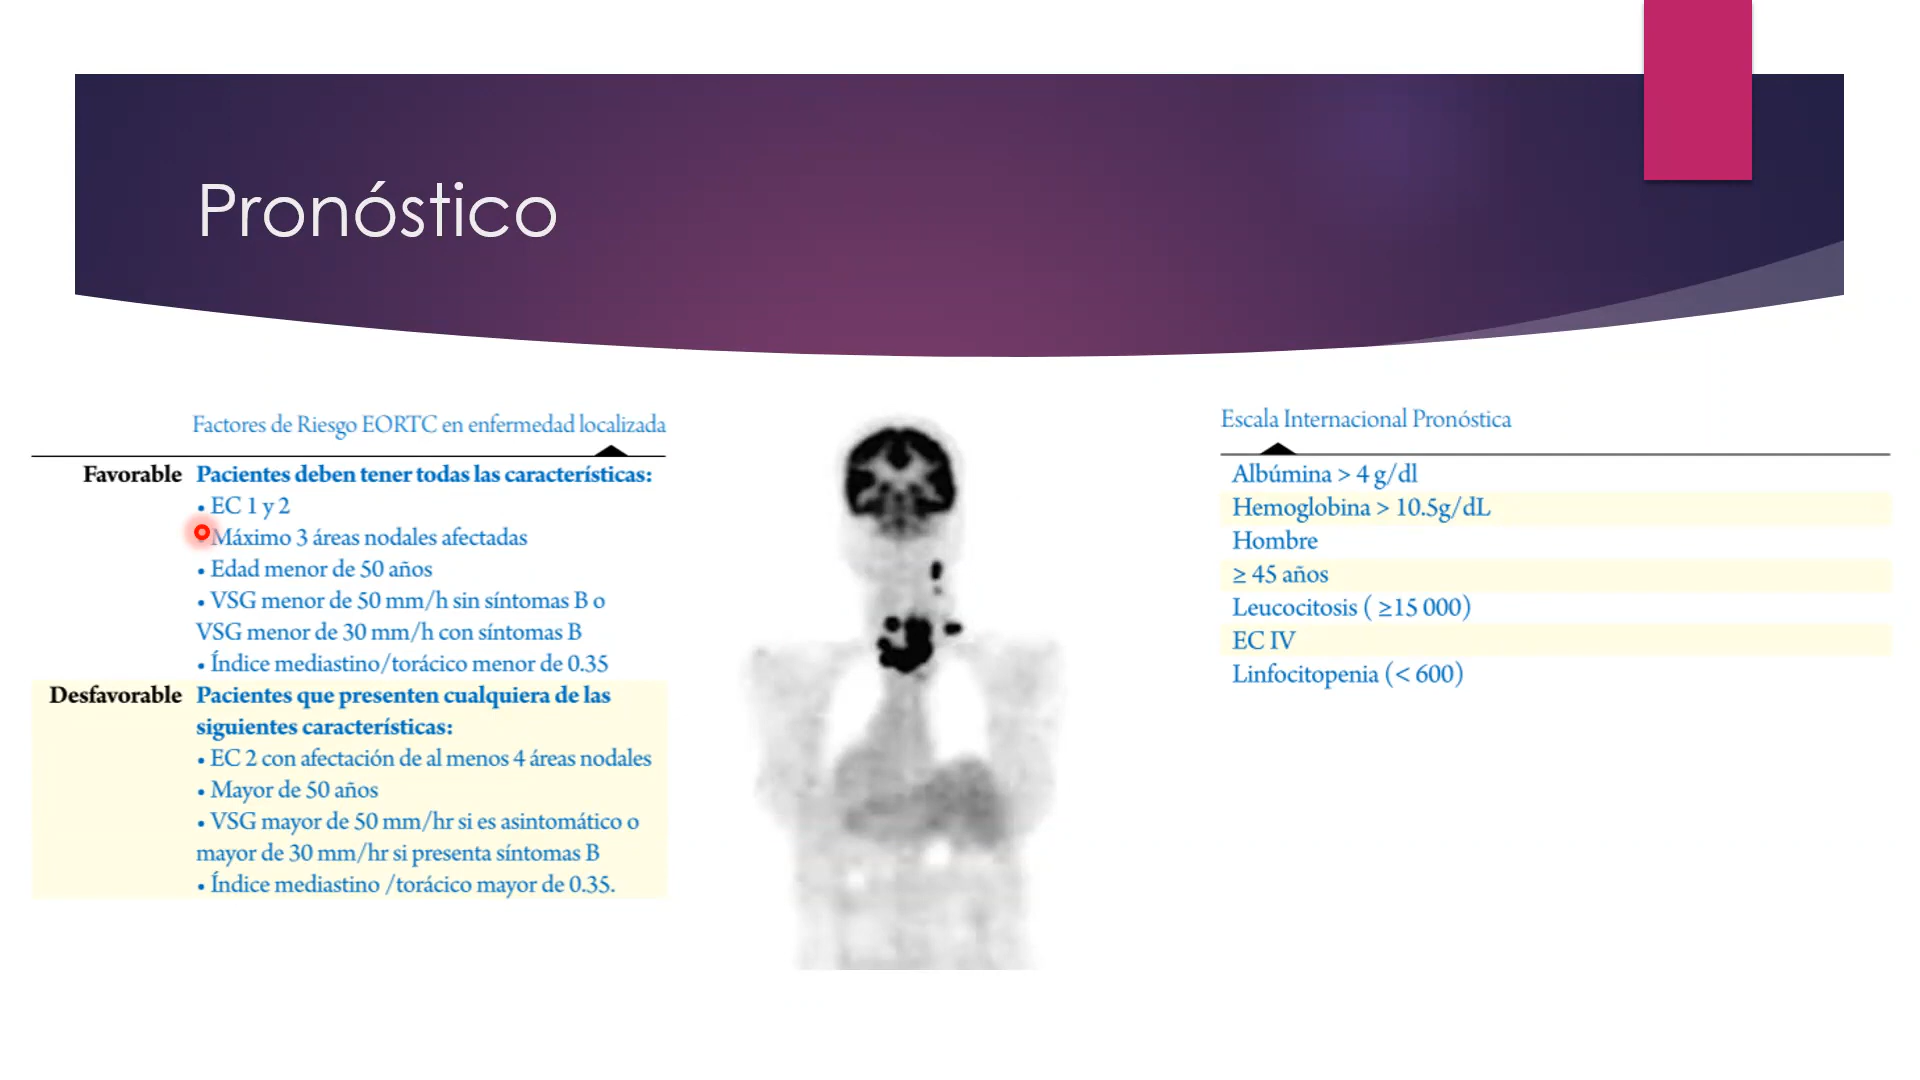 Pronóstico
Factores de Riesgo EORTC en enfermedad localizada
Favorable Pacientes deben tener todas las características:
• EC 1 y 2
Máximo 3 áreas nodales afectadas
• Edad menor de 50 años
• VSG menor de 50 mm/h sin síntomas B o
VSG menor de 30 mm/h con síntomas B
• Índice mediastino/torácico menor de 0.35
Desfavorable Pacientes que presenten cualquiera de las
siguientes características:
• EC 2 con afectación de al menos 4 áreas nodales
• Mayor de 50 años
• VSG mayor de 50 mm/hr si es asintomático o
mayor de 30 mm/hr si presenta síntomas B
• Índice mediastino /torácico mayor de 0.35.
Escala Internacional Pronóstica
Albúmina > 4 g/dl
Hemoglobina > 10.5g/dL
Hombre
≥ 45 años
Leucocitosis ( ≥15 000)
EC IV
Linfocitopenia (< 600)